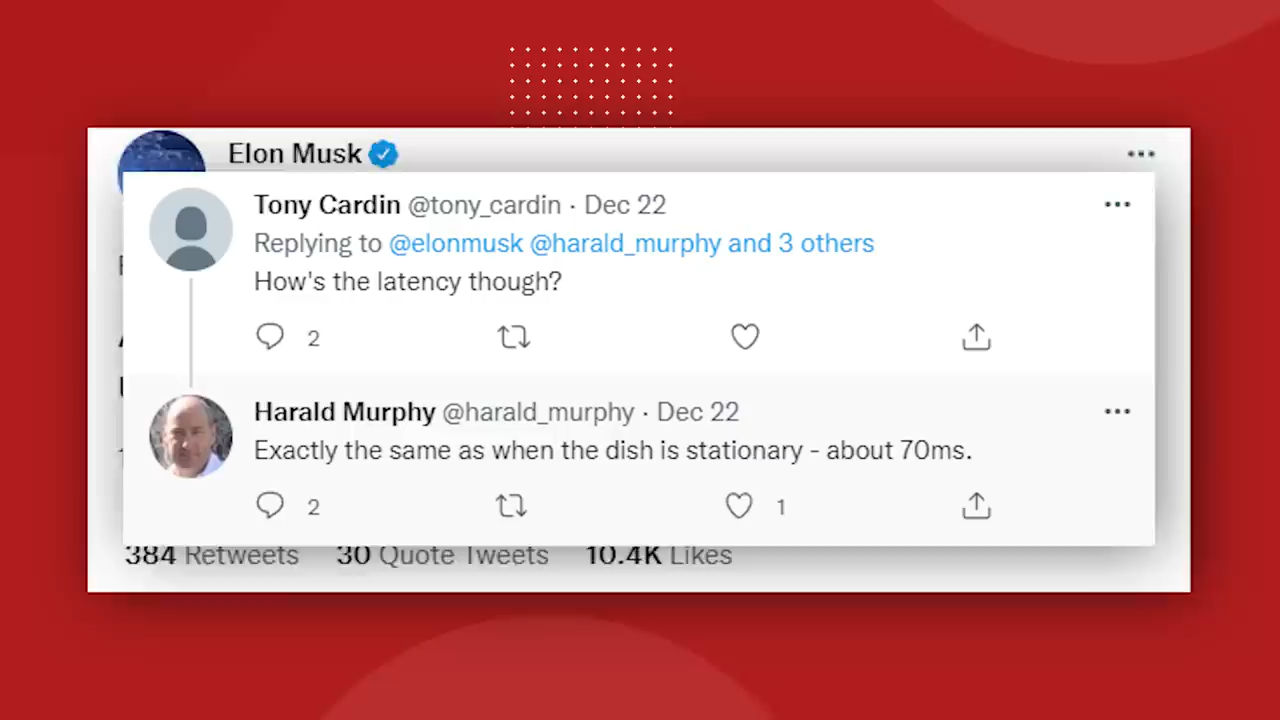 Elon Musk
Tony Cardin @tony_cardin · Dec 22
Replying to @elonmusk @harald_murphy and 3 others
How's the latency though?
2
Harald Murphy @harald_murphy · Dec 22
Exactly the same as when the dish is stationary - about 70ms.
2 1
384 Retweets 30 Quote Tweets 10.4K Likes